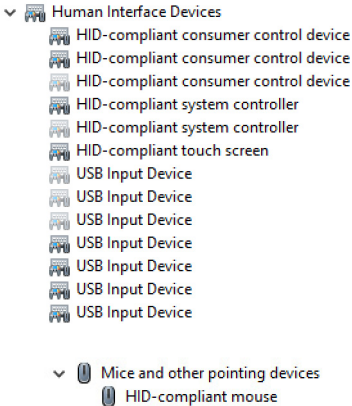 Human Interface Devices
HID-compliant consumer control device
HID-compliant consumer control device
HID-compliant consumer control device
HID-compliant system controller
HID-compliant system controller
HID-compliant touch screen
USB Input Device
USB Input Device
USB Input Device
USB Input Device
USB Input Device
USB Input Device
USB Input Device
Mice and other pointing devices
HID-compliant mouse